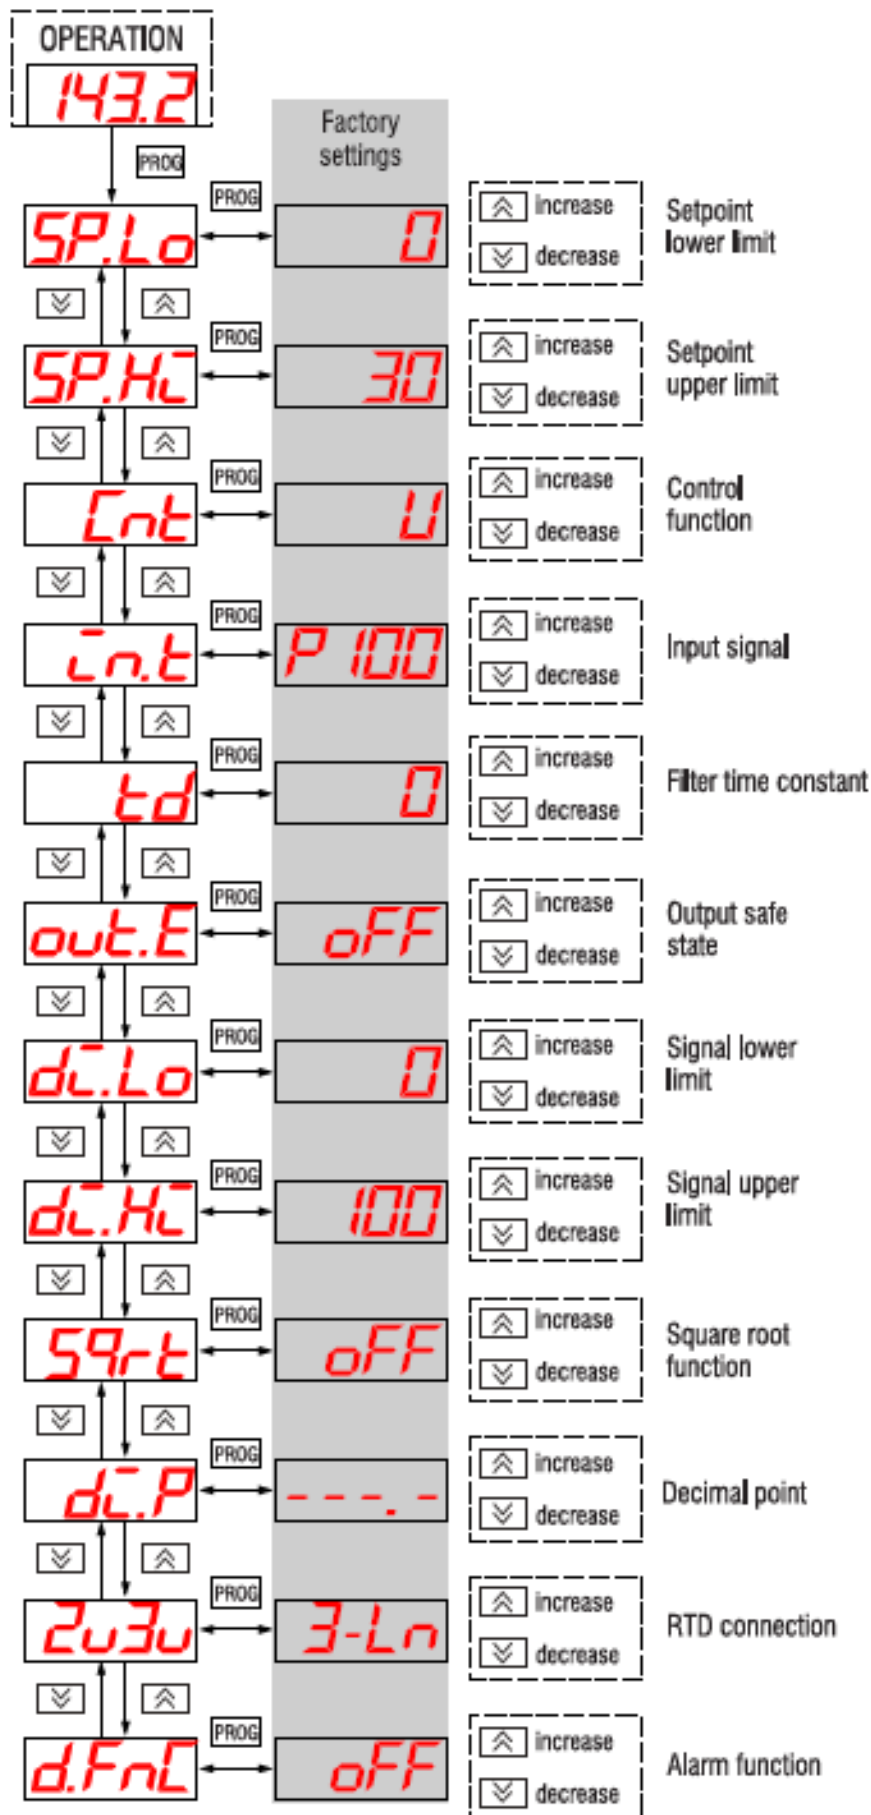 OPERATION
143.2
PROG
Factory
settings
SP.Lo
PROG
0
increase
decrease
Setpoint
lower limit
SP.Hi
PROG
30
increase
decrease
Setpoint
upper limit
Cnt
PROG
U
increase
decrease
Control
function
in.t
PROG
P 100
increase
decrease
Input signal
td
PROG
0
increase
decrease
Filter time constant
out.E
PROG
oFF
increase
decrease
Output safe
state
di.Lo
PROG
0
increase
decrease
Signal lower
limit
di.Hi
PROG
100
increase
decrease
Signal upper
limit
Sqrt
PROG
oFF
increase
decrease
Square root
function
di.P
PROG
---.-
increase
decrease
Decimal point
2u3u
PROG
3-Ln
increase
decrease
RTD connection
d.FnC
PROG
oFF
increase
decrease
Alarm function